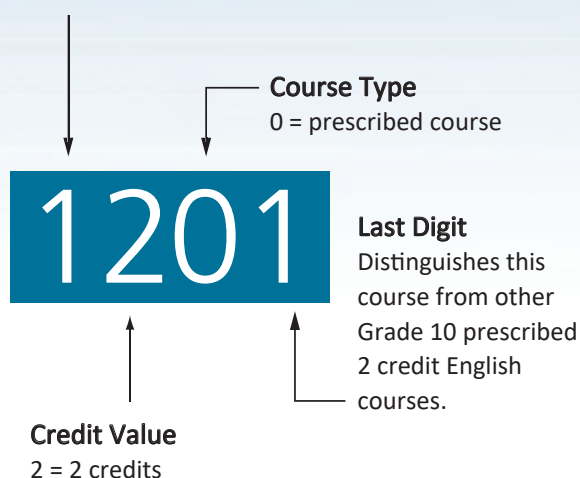 Course Type
0 = prescribed course
1201
Last Digit
Distinguishes this
course from other
Grade 10 prescribed
2 credit English
courses.
Credit Value
2 = 2 credits